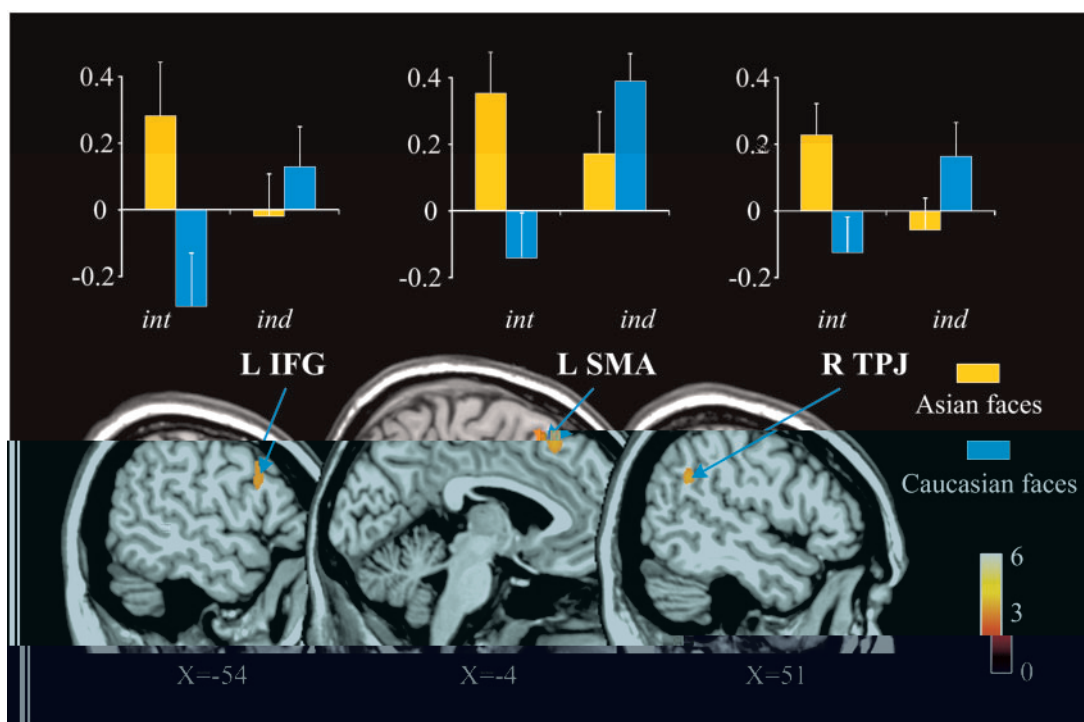 0.4 0.4 0.4
0.2 0.2 0.2
0 0 0
-0.2 -0.2 -0.2
int ind int ind int ind
L IFG L SMA R TPJ
Asian faces
Caucasian faces
6
3
0
X=-54 X=-4 X=51